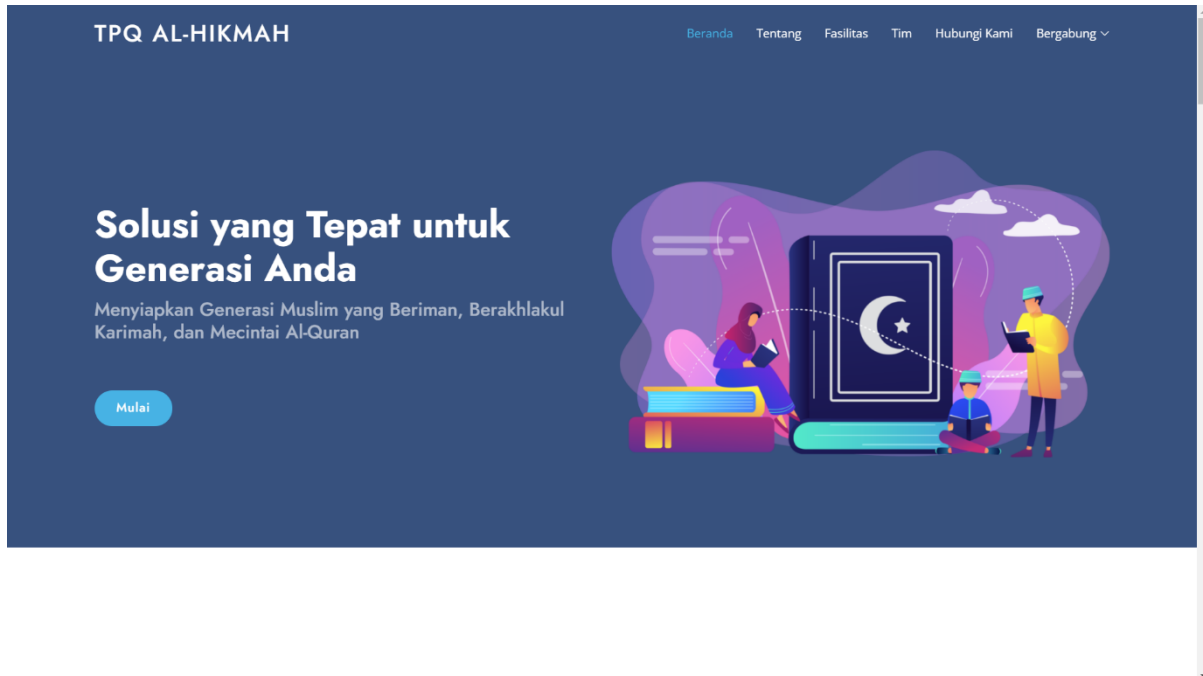 TPQ AL-HIKMAH
Beranda Tentang Fasilitas Tim Hubungi Kami Bergabung
Solusi yang Tepat untuk
Generasi Anda
Menyiapkan Generasi Muslim yang Beriman, Berakhlakul
Karimah, dan Mecintai Al-Quran
Mulai